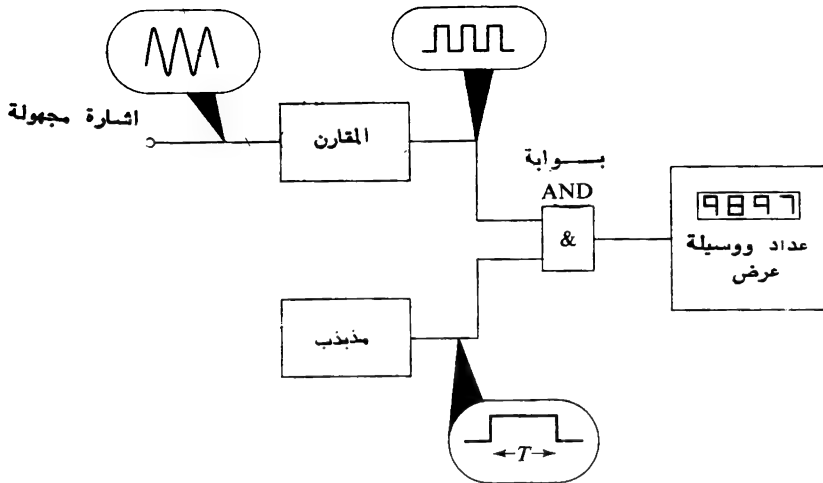 اشارة مجهولة
المقارن
بوابة
AND
&
9897
عداد ووسيلة
عرض
مذبذب
T